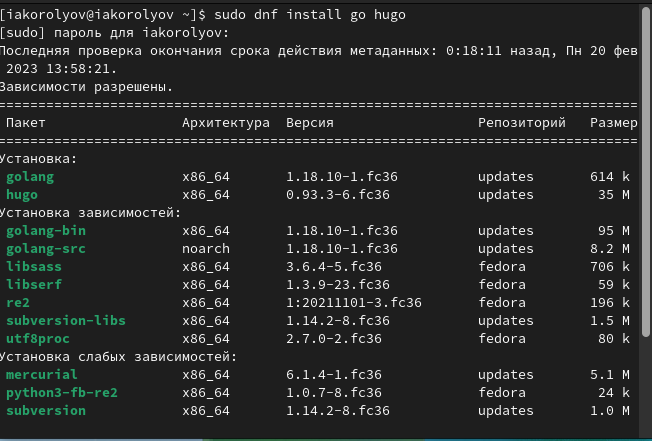 [iakorolyov@iakorolyov ~]$ sudo dnf install go hugo
[sudo] пароль для iakorolyov:
Последняя проверка окончания срока действия метаданных: 0:18:11 назад, Пн 20 фев
 2023 13:58:21.
Зависимости разрешены.
================================================================================
 Пакет Архитектура Версия Репозиторий Размер
================================================================================
Установка:
 golang x86_64 1.18.10-1.fc36 updates 614 k
 hugo x86_64 0.93.3-6.fc36 updates 35 M
Установка зависимостей:
 golang-bin x86_64 1.18.10-1.fc36 updates 95 M
 golang-src noarch 1.18.10-1.fc36 updates 8.2 M
 libsass x86_64 3.6.4-5.fc36 fedora 706 k
 libserf x86_64 1.3.9-23.fc36 fedora 59 k
 re2 x86_64 1:20211101-3.fc36 fedora 196 k
 subversion-libs x86_64 1.14.2-8.fc36 updates 1.5 M
 utf8proc x86_64 2.7.0-2.fc36 fedora 80 k
Установка слабых зависимостей:
 mercurial x86_64 6.1.4-1.fc36 updates 5.1 M
 python3-fb-re2 x86_64 1.0.7-8.fc36 fedora 24 k
 subversion x86_64 1.14.2-8.fc36 updates 1.0 M